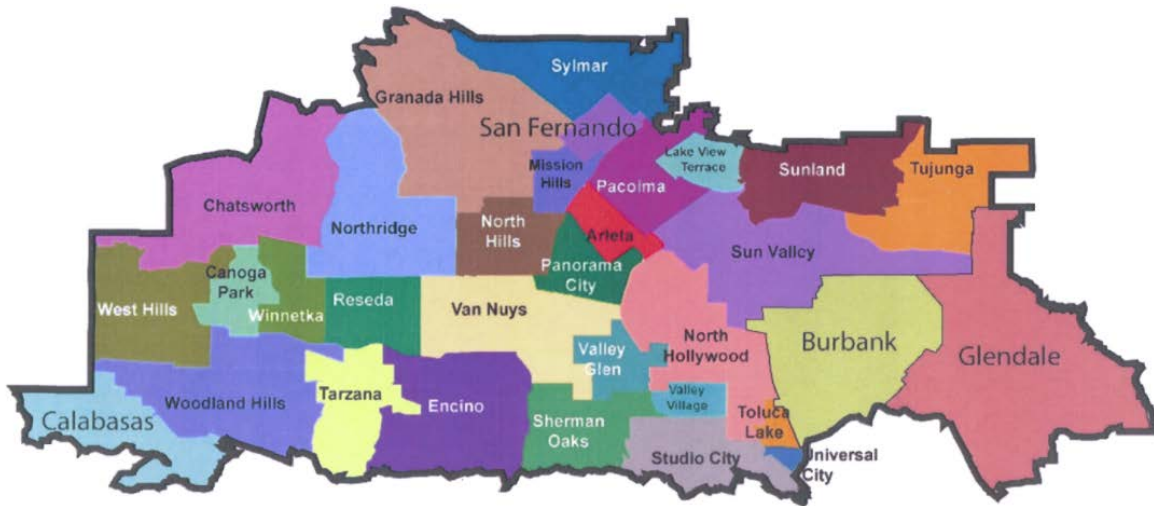 Sylmar
Granada Hills
San Fernando
Mission
Hills
Lake View
Terrace
Pacoima
Sunland
Tujunga
Chatsworth
Northridge
North
Hills
Arleta
Panorama
City
Sun Valley
West Hills
Canoga
Park
Winnetka
Reseda
Van Nuys
Valley
Glen
North
Hollywood
Burbank
Glendale
Calabasas
Woodland Hills
Tarzana
Encino
Sherman
Oaks
Valley
Village
Toluca
Lake
Studio City
Universal
City